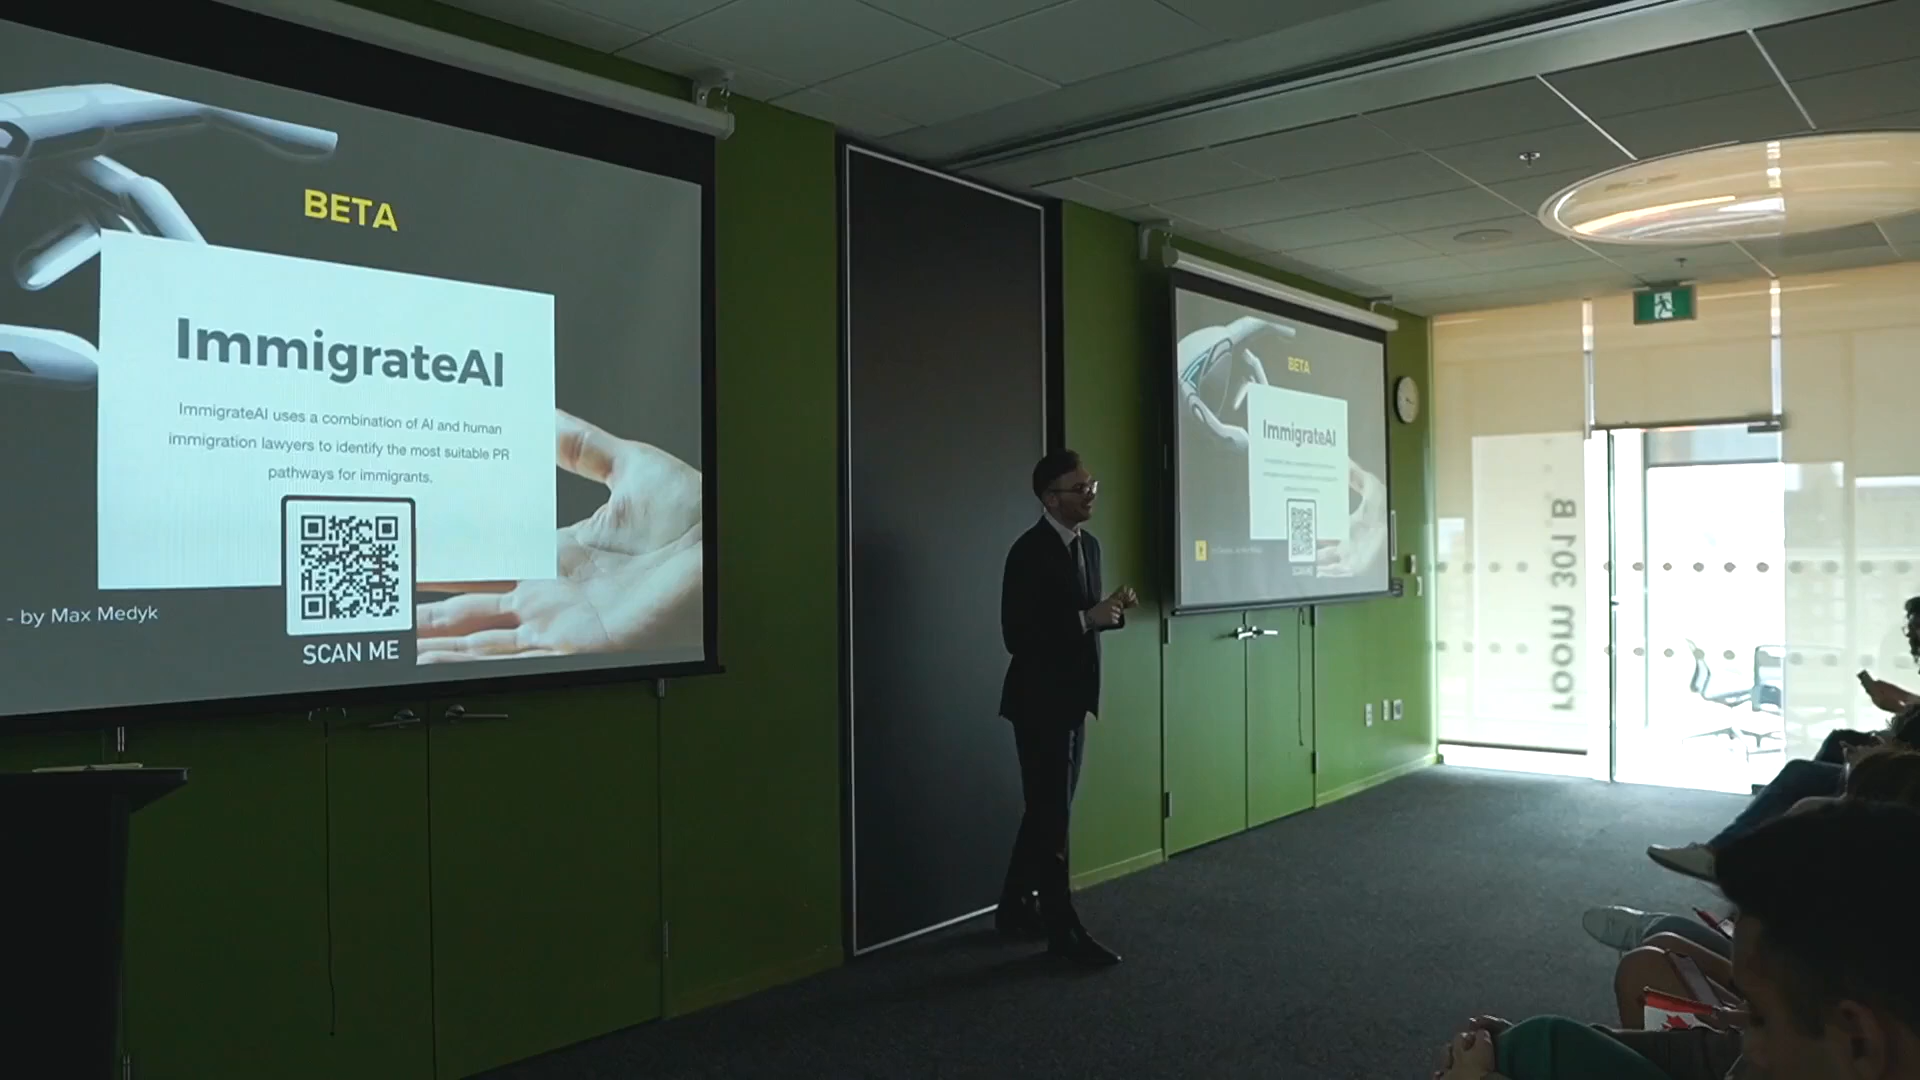 BETA
ImmigrateAI
ImmigrateAI uses a combination of AI and human
immigration lawyers to identify the most suitable PR
pathways for immigrants.
- by Max Medyk
SCAN ME
BETA
ImmigrateAI
SCAN ME
room 301 B